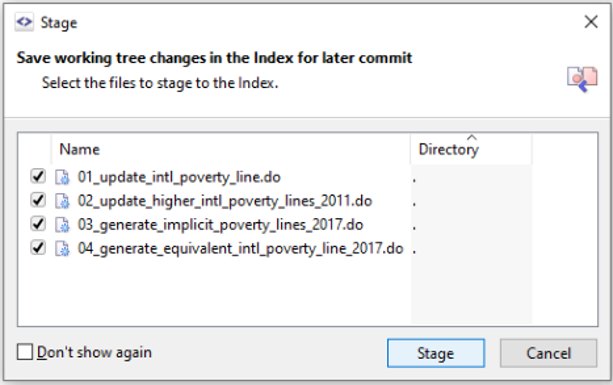 Stage
Save working tree changes in the Index for later commit
Select the files to stage to the Index.
Name Directory
01_update_intl_poverty_line.do .
02_update_higher_intl_poverty_lines_2011.do .
03_generate_implicit_poverty_lines_2017.do .
04_generate_equivalent_intl_poverty_line_2017.do .
Don't show again Stage Cancel